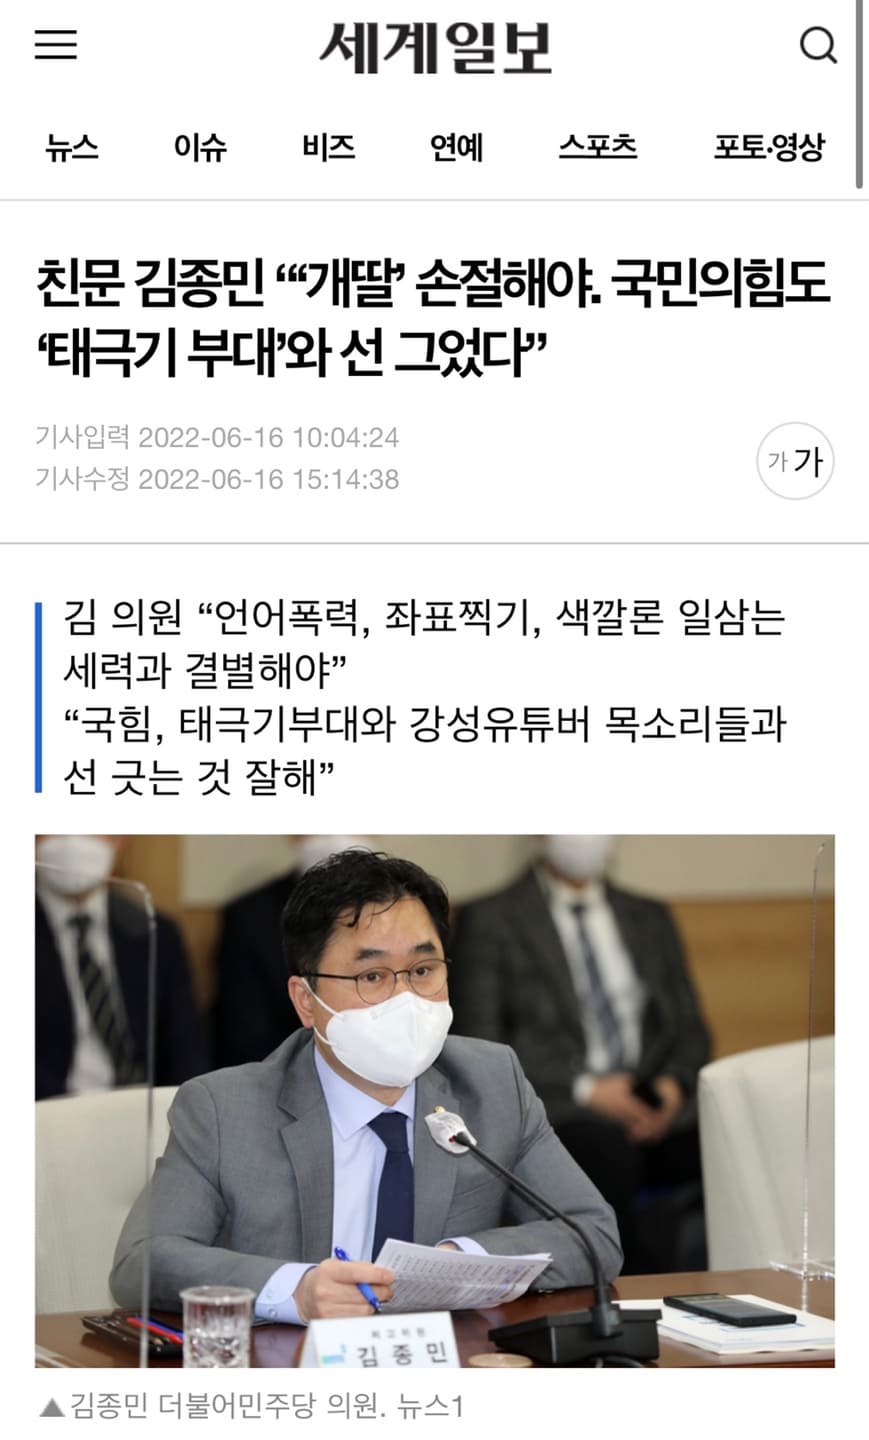 세계일보
뉴스 이슈 비즈 연예 스포츠 포토·영상
친문 김종민 “‘개딸’ 손절해야. 국민의힘도
‘태극기 부대’와 선 그었다”
기사입력 2022-06-16 10:04:24
기사수정 2022-06-16 15:14:38
가 가
김 의원 “언어폭력, 좌표찍기, 색깔론 일삼는
세력과 결별해야”
“국힘, 태극기부대와 강성유튜버 목소리들과
선 긋는 것 잘해”
최고위원
김종민
▲김종민 더불어민주당 의원. 뉴스1